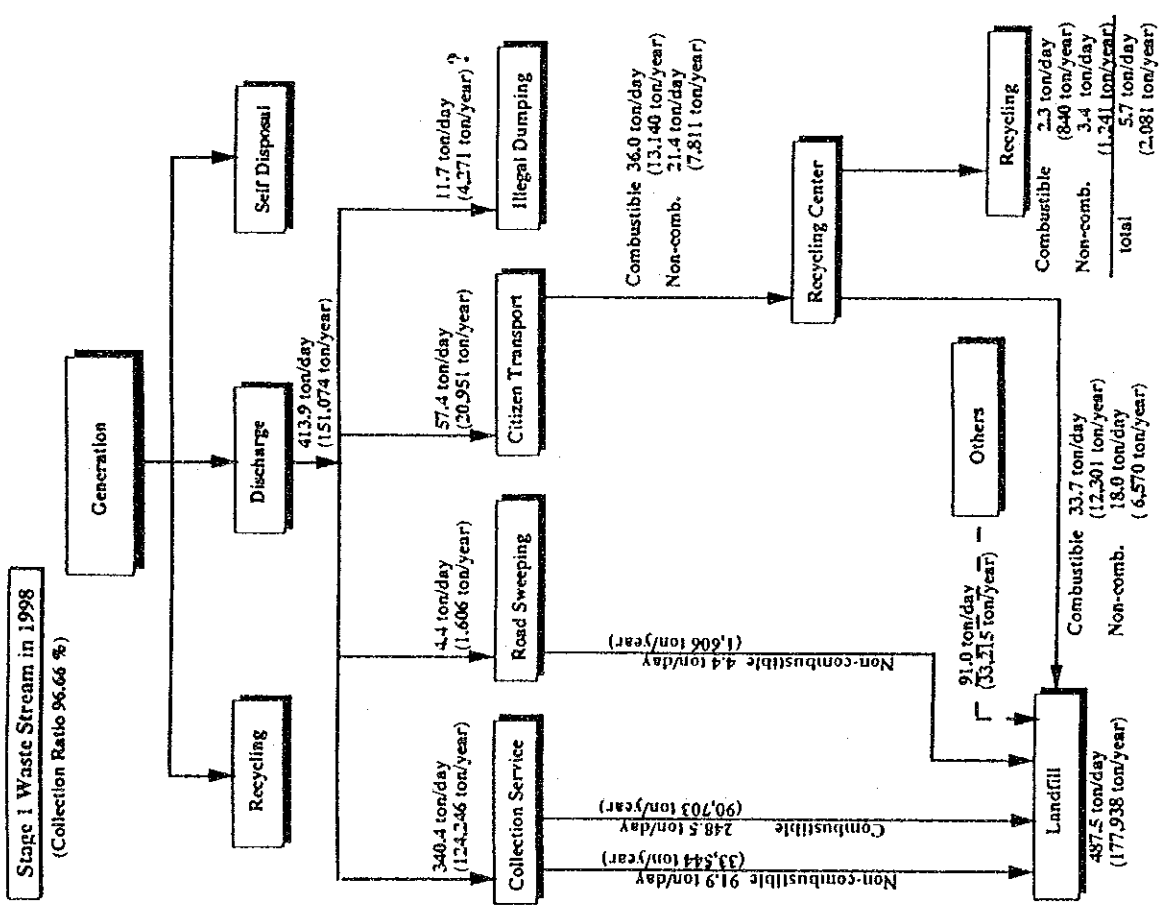 Stage 1 Waste Stream in 1998
(Collection Ratio 96.66 %)
Generation
Recycling
Discharge
Self Disposal
413.9 ton/day
(151.074 ton/year)
340.4 ton/day
(124.246 ton/year)
4.4 ton/day
(1.606 ton/year)
57.4 ton/day
(20.951 ton/year)
11.7 ton/day
(4.271 ton/year) ?
Collection Service
Road Sweeping
Citizen Transport
Illegal Dumping
Non-combustible 91.9 ton/day
(33,544 ton/year)
Combustible 248.5 ton/day
(90,703 ton/year)
Non-combustible 4.4 ton/day
(1,606 ton/year)
Combustible 36.0 ton/day
(13.140 ton/year)
Non-comb. 21.4 ton/day
(7.811 ton/year)
Recycling Center
Others
91.0 ton/day
(33.215 ton/year)
Combustible 33.7 ton/day
(12.301 ton/year)
Non-comb. 18.0 ton/day
( 6.570 ton/year)
Landfill
487.5 ton/day
(177.938 ton/year)
Recycling
Combustible 2.3 ton/day
(840 ton/year)
Non-comb. 3.4 ton/day
(1.241 ton/year)
total 5.7 ton/day
(2.081 ton/year)